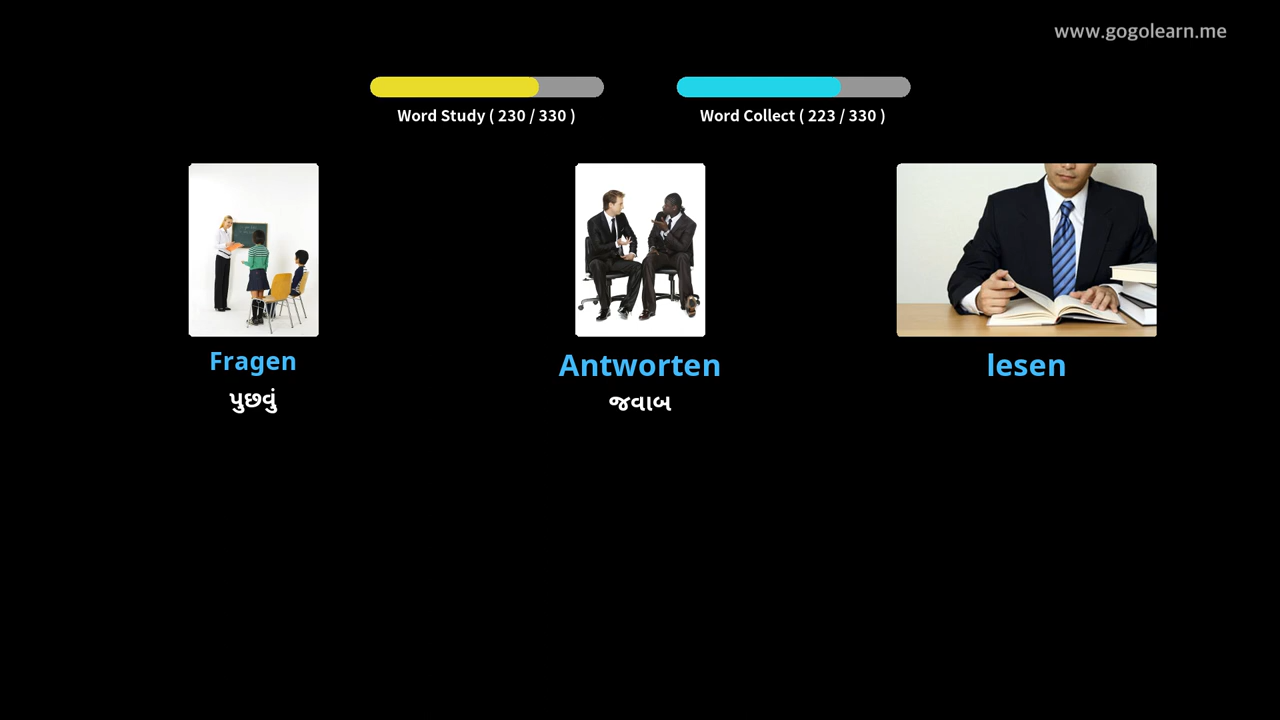 www.gogolearn.me
Word Study ( 230 / 330 )
Word Collect ( 223 / 330 )
Fragen
Antworten
lesen
પુછવું
જવાબ